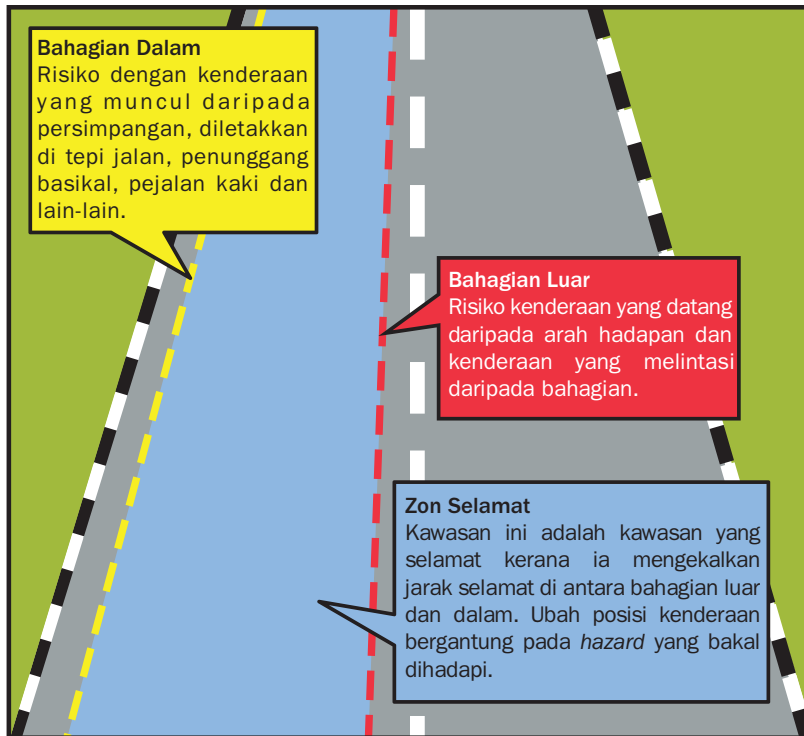 Bahagian Dalam
Risiko dengan kenderaan
yang muncul daripada
persimpangan, diletakkan
di tepi jalan, penunggang
basikal, pejalan kaki dan
lain-lain.
Bahagian Luar
Risiko kenderaan yang datang
daripada arah hadapan dan
kenderaan yang melintasi
daripada bahagian.
Zon Selamat
Kawasan ini adalah kawasan yang
selamat kerana ia mengekalkan
jarak selamat di antara bahagian luar
dan dalam. Ubah posisi kenderaan
bergantung pada hazard yang bakal
dihadapi.